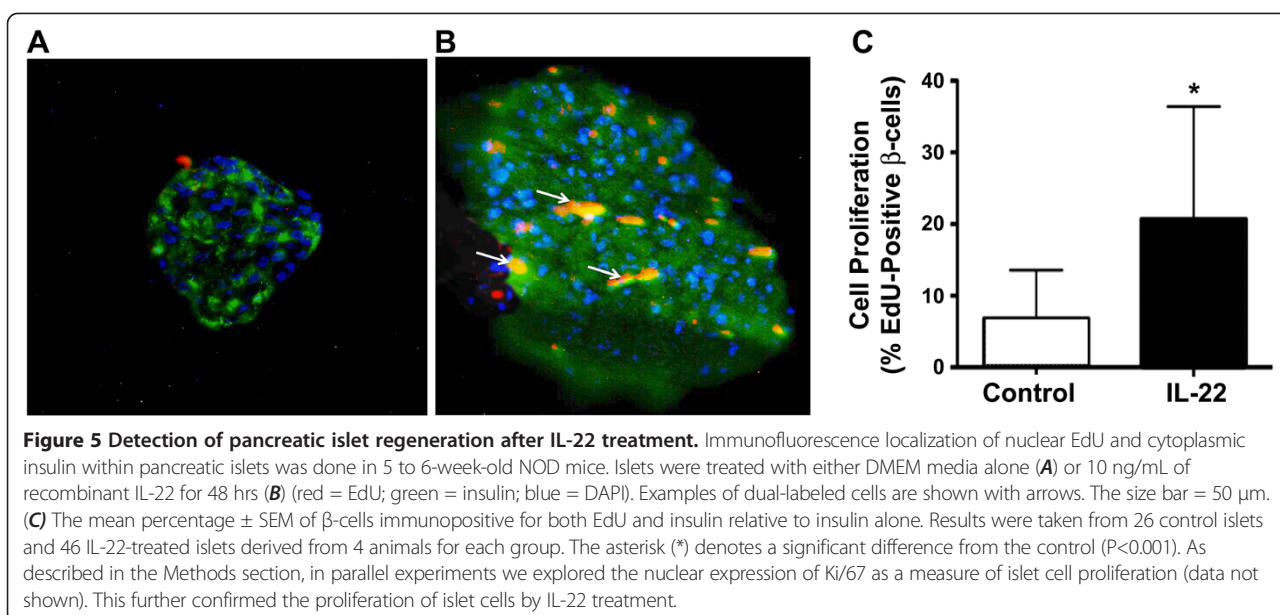 A
B
C
Cell Proliferation
(% EdU-Positive β-cells)
40
30
20
10
0
*
Control
IL-22
Figure 5 Detection of pancreatic islet regeneration after IL-22 treatment. Immunofluorescence localization of nuclear EdU and cytoplasmic
insulin within pancreatic islets was done in 5 to 6-week-old NOD mice. Islets were treated with either DMEM media alone (A) or 10 ng/mL of
recombinant IL-22 for 48 hrs (B) (red = EdU; green = insulin; blue = DAPI). Examples of dual-labeled cells are shown with arrows. The size bar = 50 μm.
(C) The mean percentage ± SEM of β-cells immunopositive for both EdU and insulin relative to insulin alone. Results were taken from 26 control islets
and 46 IL-22-treated islets derived from 4 animals for each group. The asterisk (*) denotes a significant difference from the control (P<0.001). As
described in the Methods section, in parallel experiments we explored the nuclear expression of Ki/67 as a measure of islet cell proliferation (data not
shown). This further confirmed the proliferation of islet cells by IL-22 treatment.